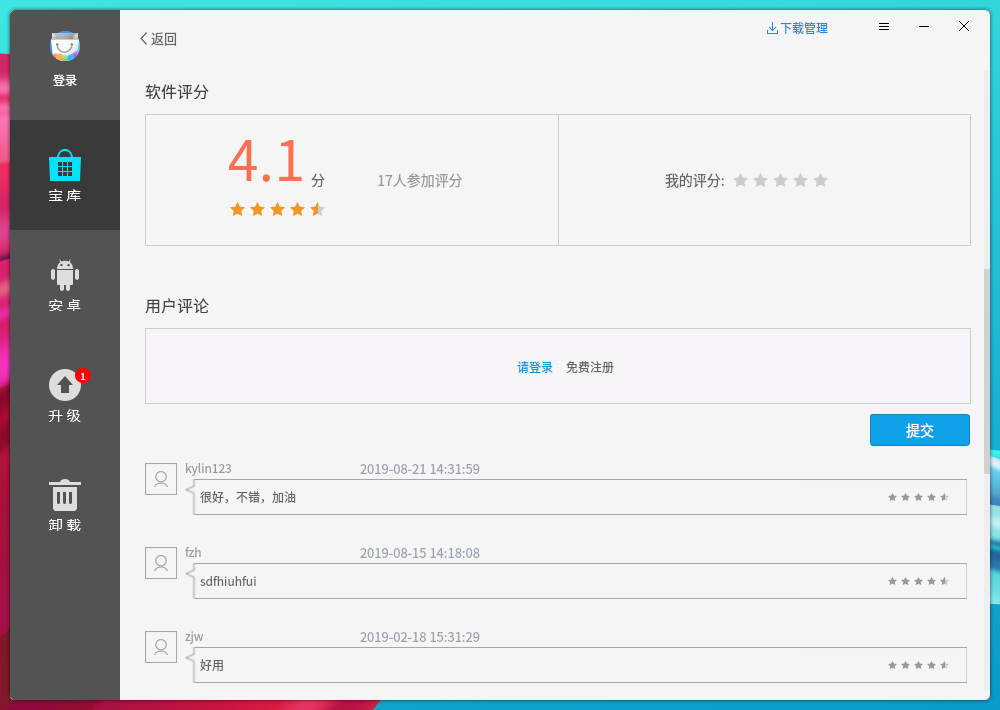 登录
宝 库
安 卓
1
升 级
卸 载
返回
下载管理
软件评分
4.1 分
17人参加评分
我的评分:
用户评论
请登录 免费注册
提交
kylin123 2019-08-21 14:31:59
很好，不错，加油
fzh 2019-08-15 14:18:08
sdfhiuhfui
zjw 2019-02-18 15:31:29
好用